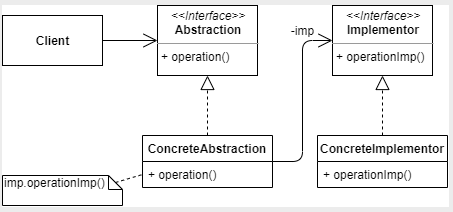 Client
<<Interface>>
Abstraction
+ operation()
-imp
<<Interface>>
Implementor
+ operationImp()
ConcreteAbstraction
+ operation()
ConcreteImplementor
+ operationImp()
imp.operationImp()